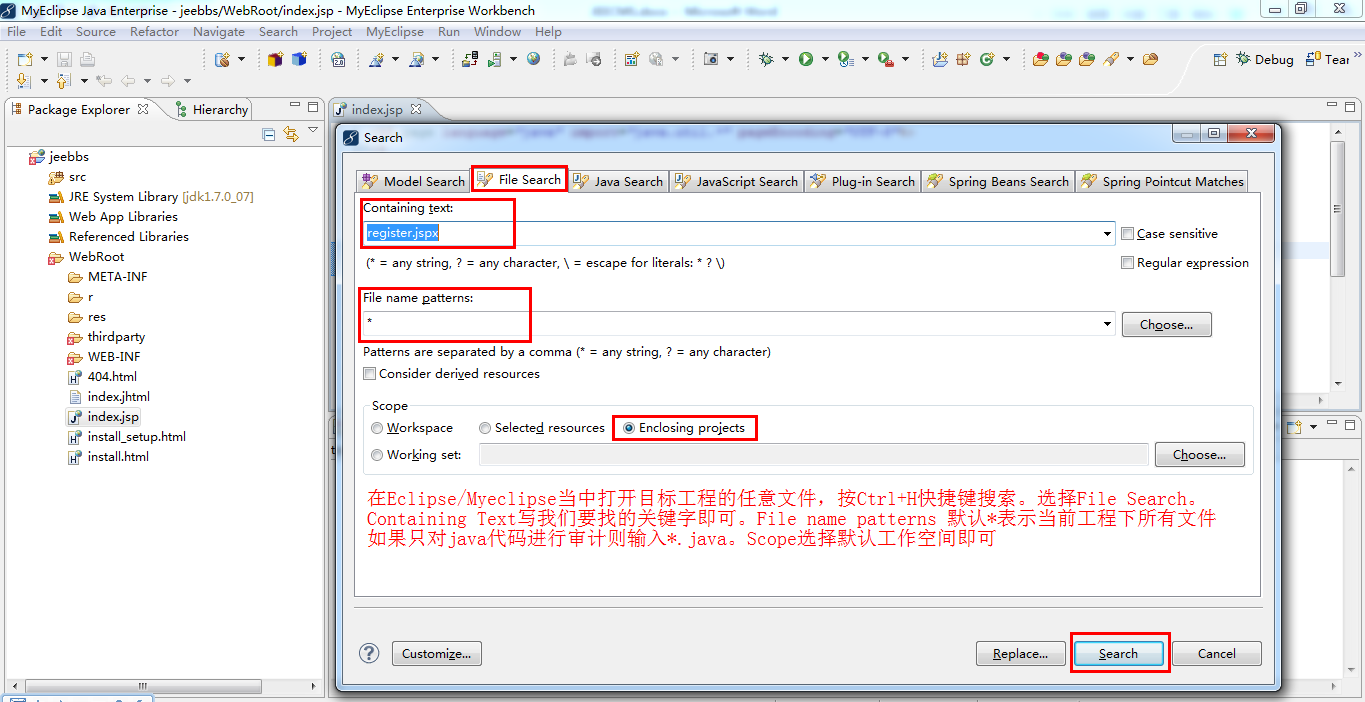 MyEclipse Java Enterprise - jeebbs/WebRoot/index.jsp - MyEclipse Enterprise Workbench
File Edit Source Refactor Navigate Search Project MyEclipse Run Window Help
Debug
Package Explorer
Hierarchy
jeebbs
src
JRE System Library [jdk1.7.0_07]
Web App Libraries
Referenced Libraries
WebRoot
META-INF
r
res
thirdparty
WEB-INF
404.html
index.jhtml
index.jsp
install_setup.html
install.html
index.jsp
Search
Model Search
File Search
Java Search
JavaScript Search
Plug-in Search
Spring Beans Search
Spring Pointcut Matches
Containing text:
register.jspx
Case sensitive
(* = any string, ? = any character, \ = escape for literals: * ? \)
Regular expression
File name patterns:
*
Choose...
Patterns are separated by a comma (* = any string, ? = any character)
Consider derived resources
Scope
Workspace
Selected resources
Enclosing projects
Working set:
Choose...
在Eclipse/Myeclipse当中打开目标工程的任意文件，按Ctrl+H快捷键搜索。选择File Search。
Containing Text写我们要找的关键字即可。File name patterns 默认*表示当前工程下所有文件
如果只对java代码进行审计则输入*.java。Scope选择默认工作空间即可
Customize...
Replace...
Search
Cancel